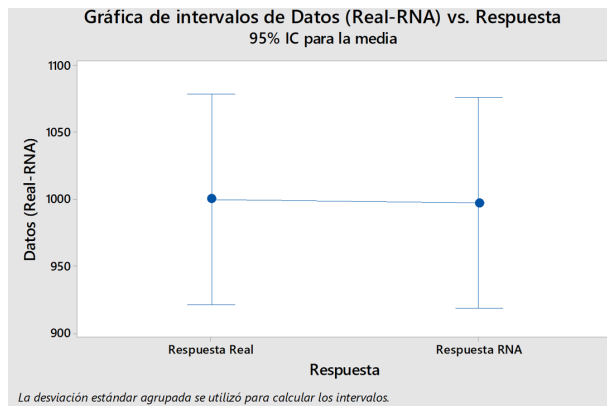 Gráfica de intervalos de Datos (Real-RNA) vs. Respuesta
95% IC para la media
1100
1050
1000
950
900
Datos (Real-RNA)
Respuesta Real
Respuesta RNA
Respuesta
La desviación estándar agrupada se utilizó para calcular los intervalos.